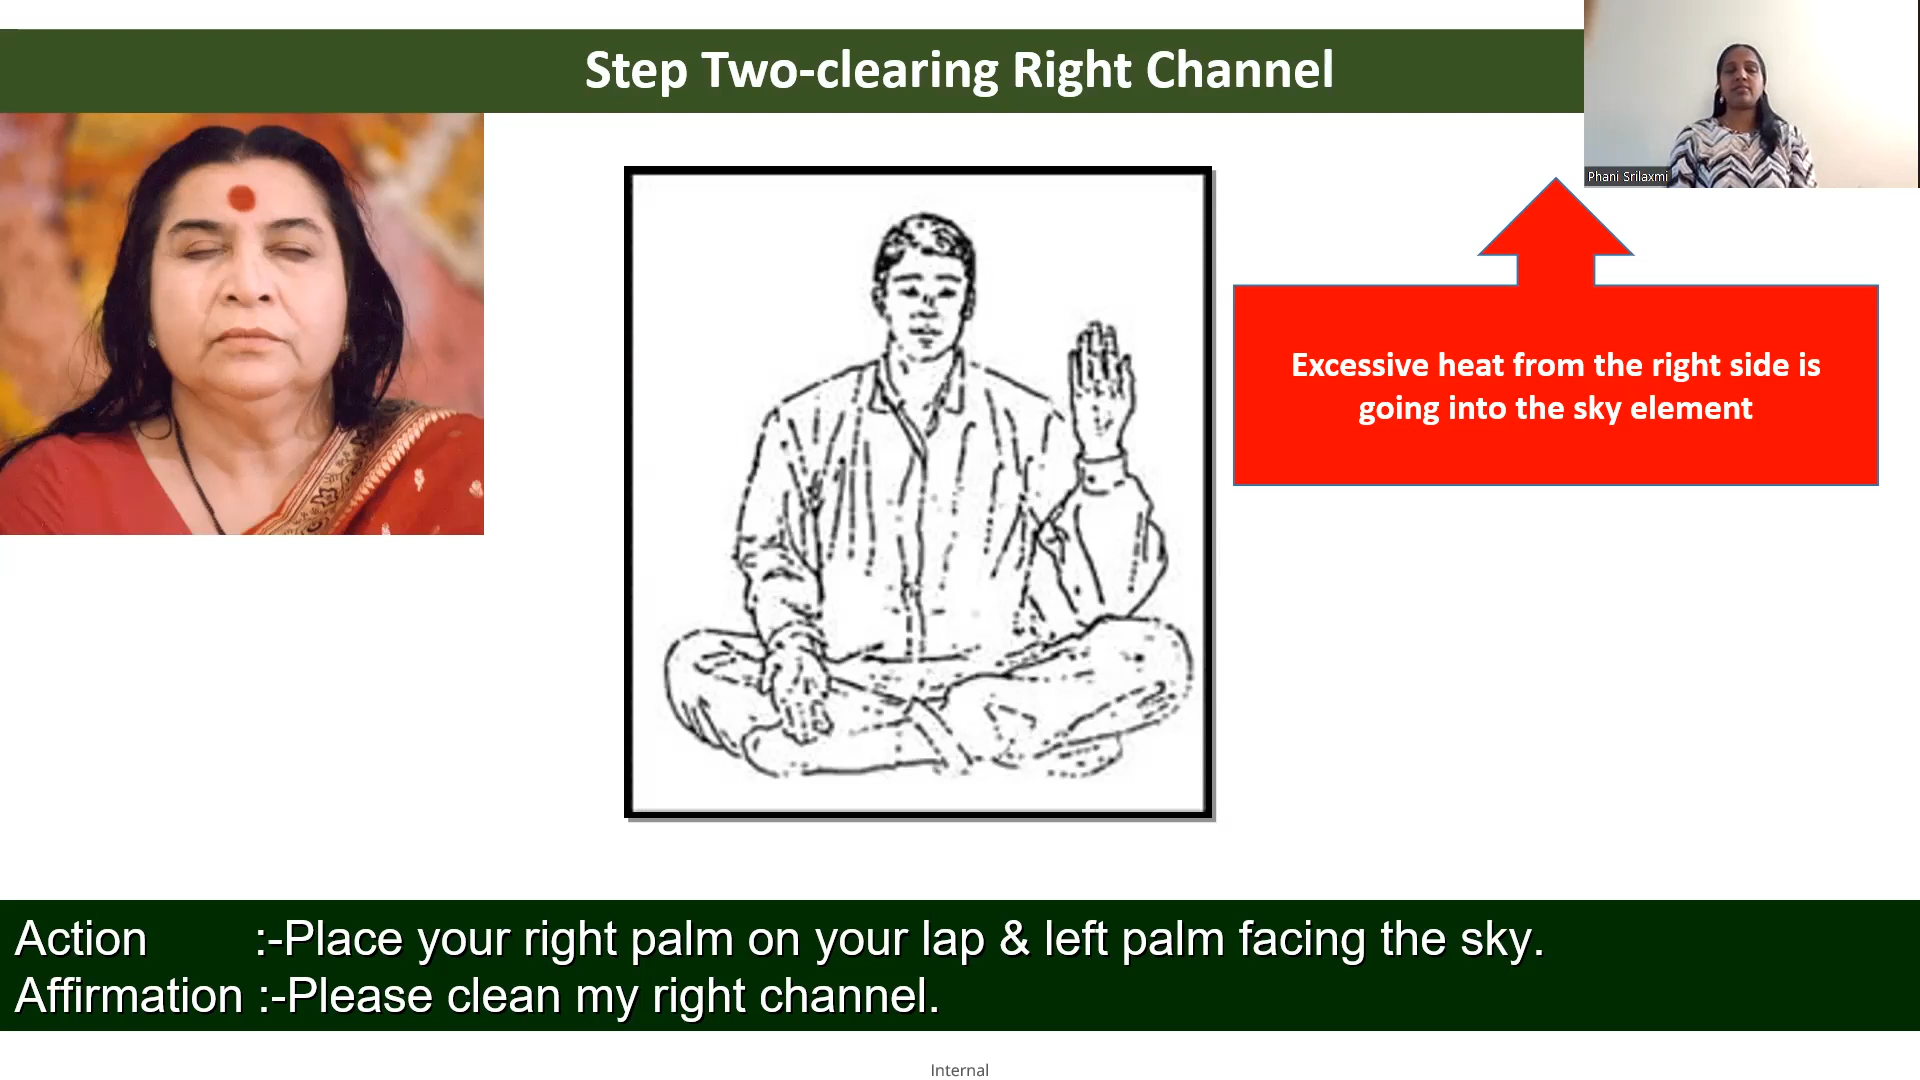 Step Two-clearing Right Channel
Phani Srilaxmi
Excessive heat from the right side is
going into the sky element
Action :-Place your right palm on your lap & left palm facing the sky.
Affirmation :-Please clean my right channel.
Internal